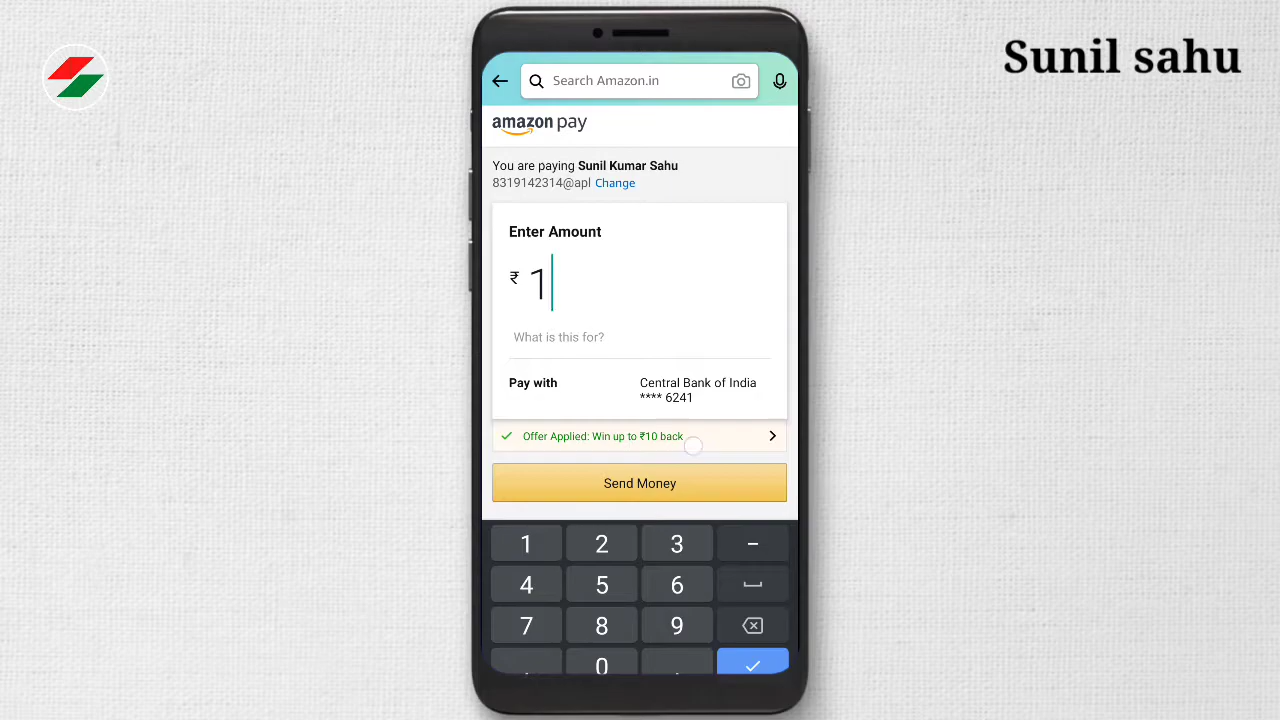 Sunil sahu
Search Amazon.in
amazon pay
You are paying Sunil Kumar Sahu
8319142314@apl Change
Enter Amount
₹ 1
What is this for?
Pay with Central Bank of India
**** 6241
Offer Applied: Win up to ₹10 back
Send Money
1 2 3 -
4 5 6
7 8 9
0